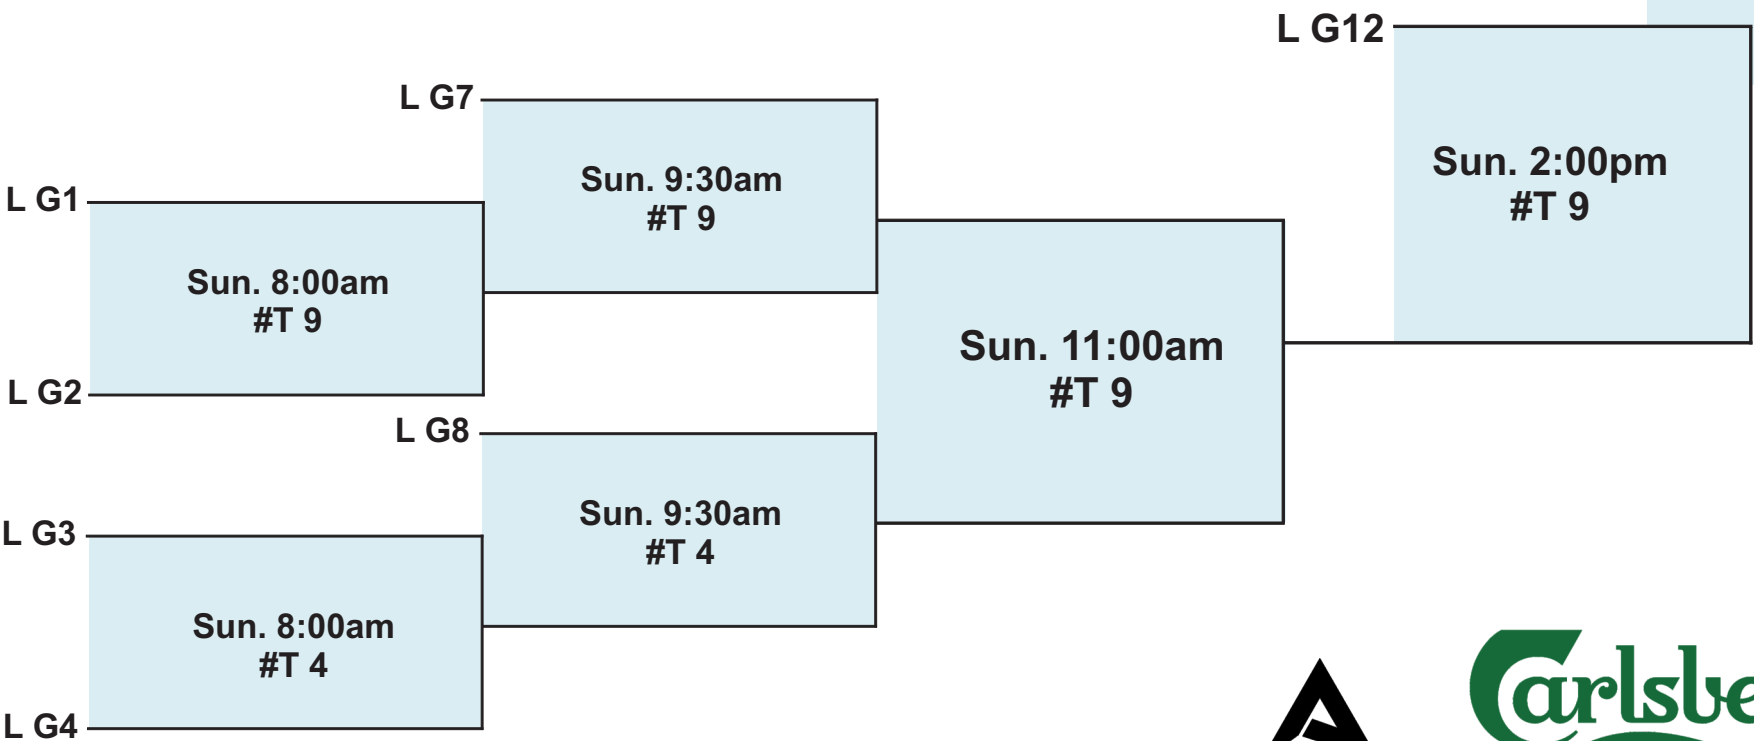 L G12
L G7
Sun. 2:00pm
#T 9
Sun. 9:30am
#T 9
L G1
Sun. 8:00am
#T 9
Sun. 11:00am
#T 9
L G2
L G8
Sun. 9:30am
#T 4
L G3
Sun. 8:00am
#T 4
L G4
Carlsbe